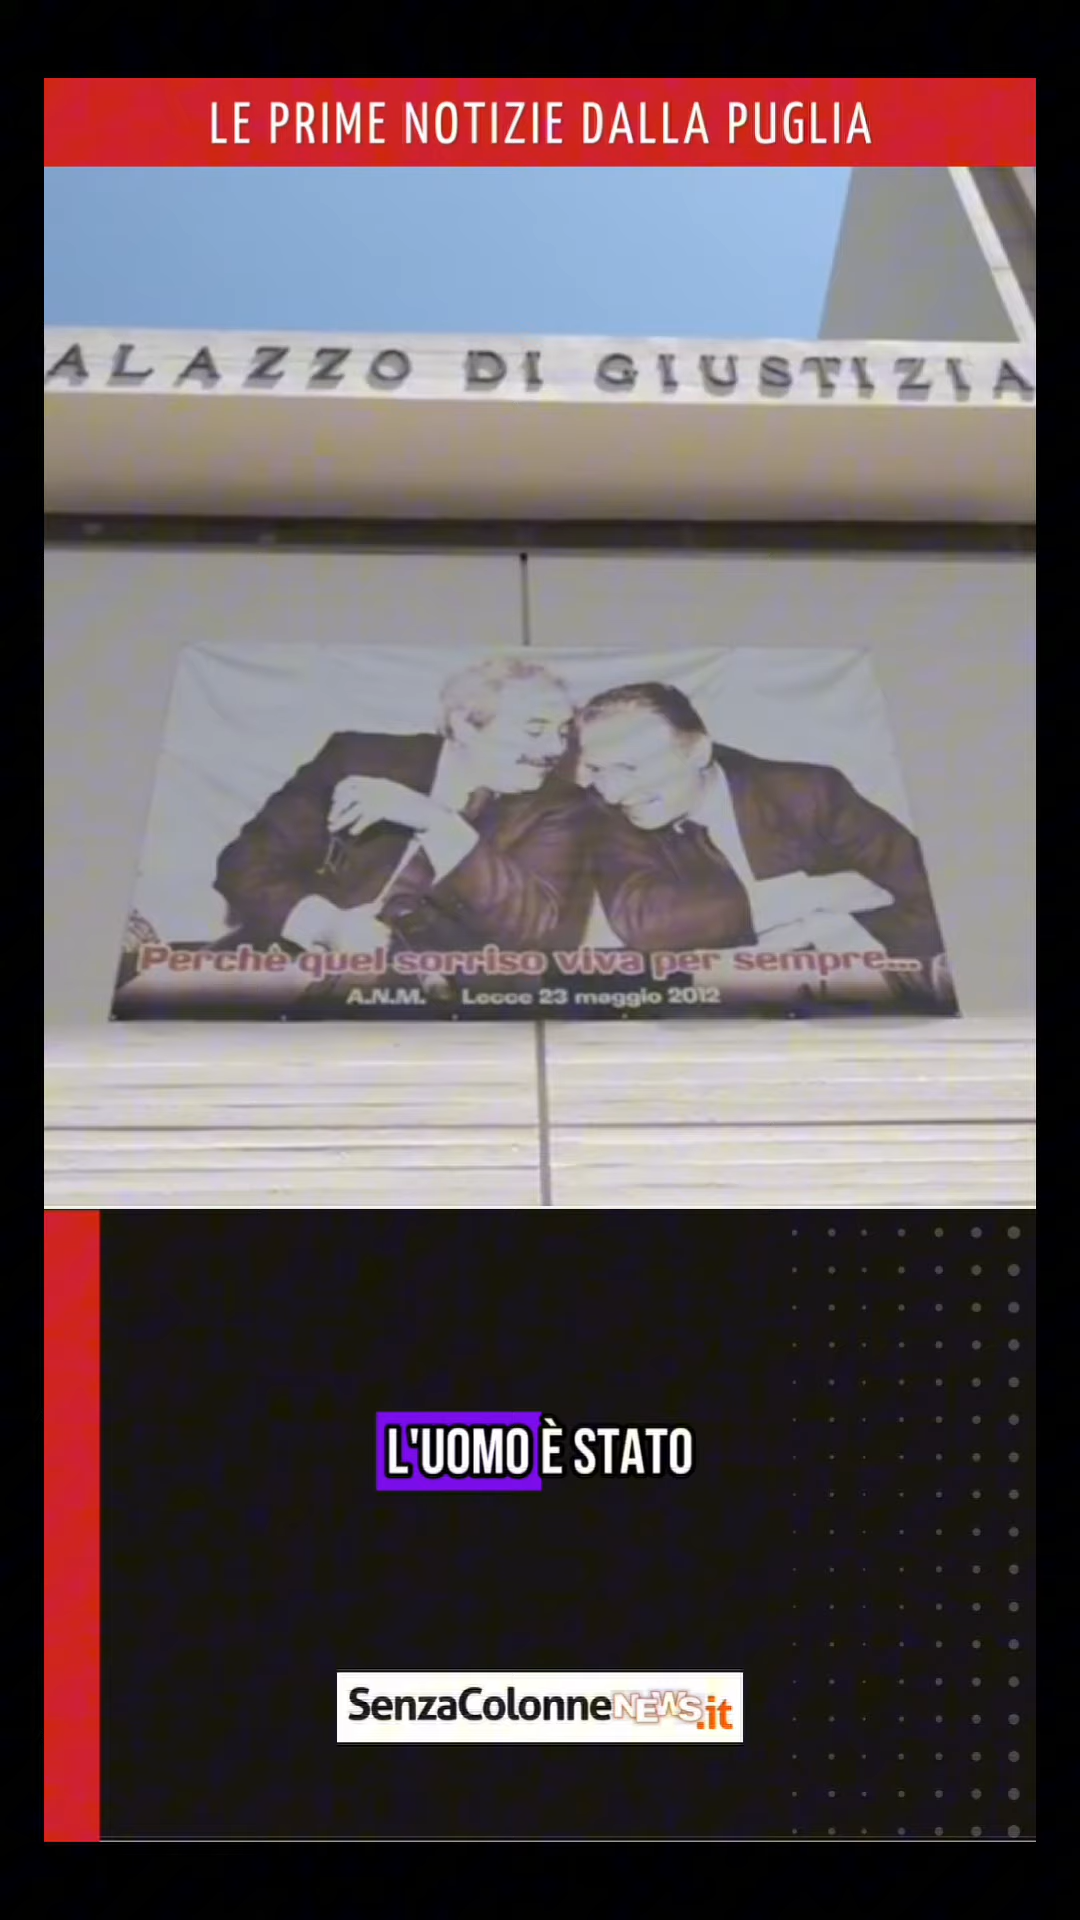 LE PRIME NOTIZIE DALLA PUGLIA
ALAZZO DI GIUSTIZIA
Perchè quel sorriso viva per sempre...
A.N.M. - Lecce 23 maggio 2012
L'UOMO È STATO
SenzaColonneNEWS.it